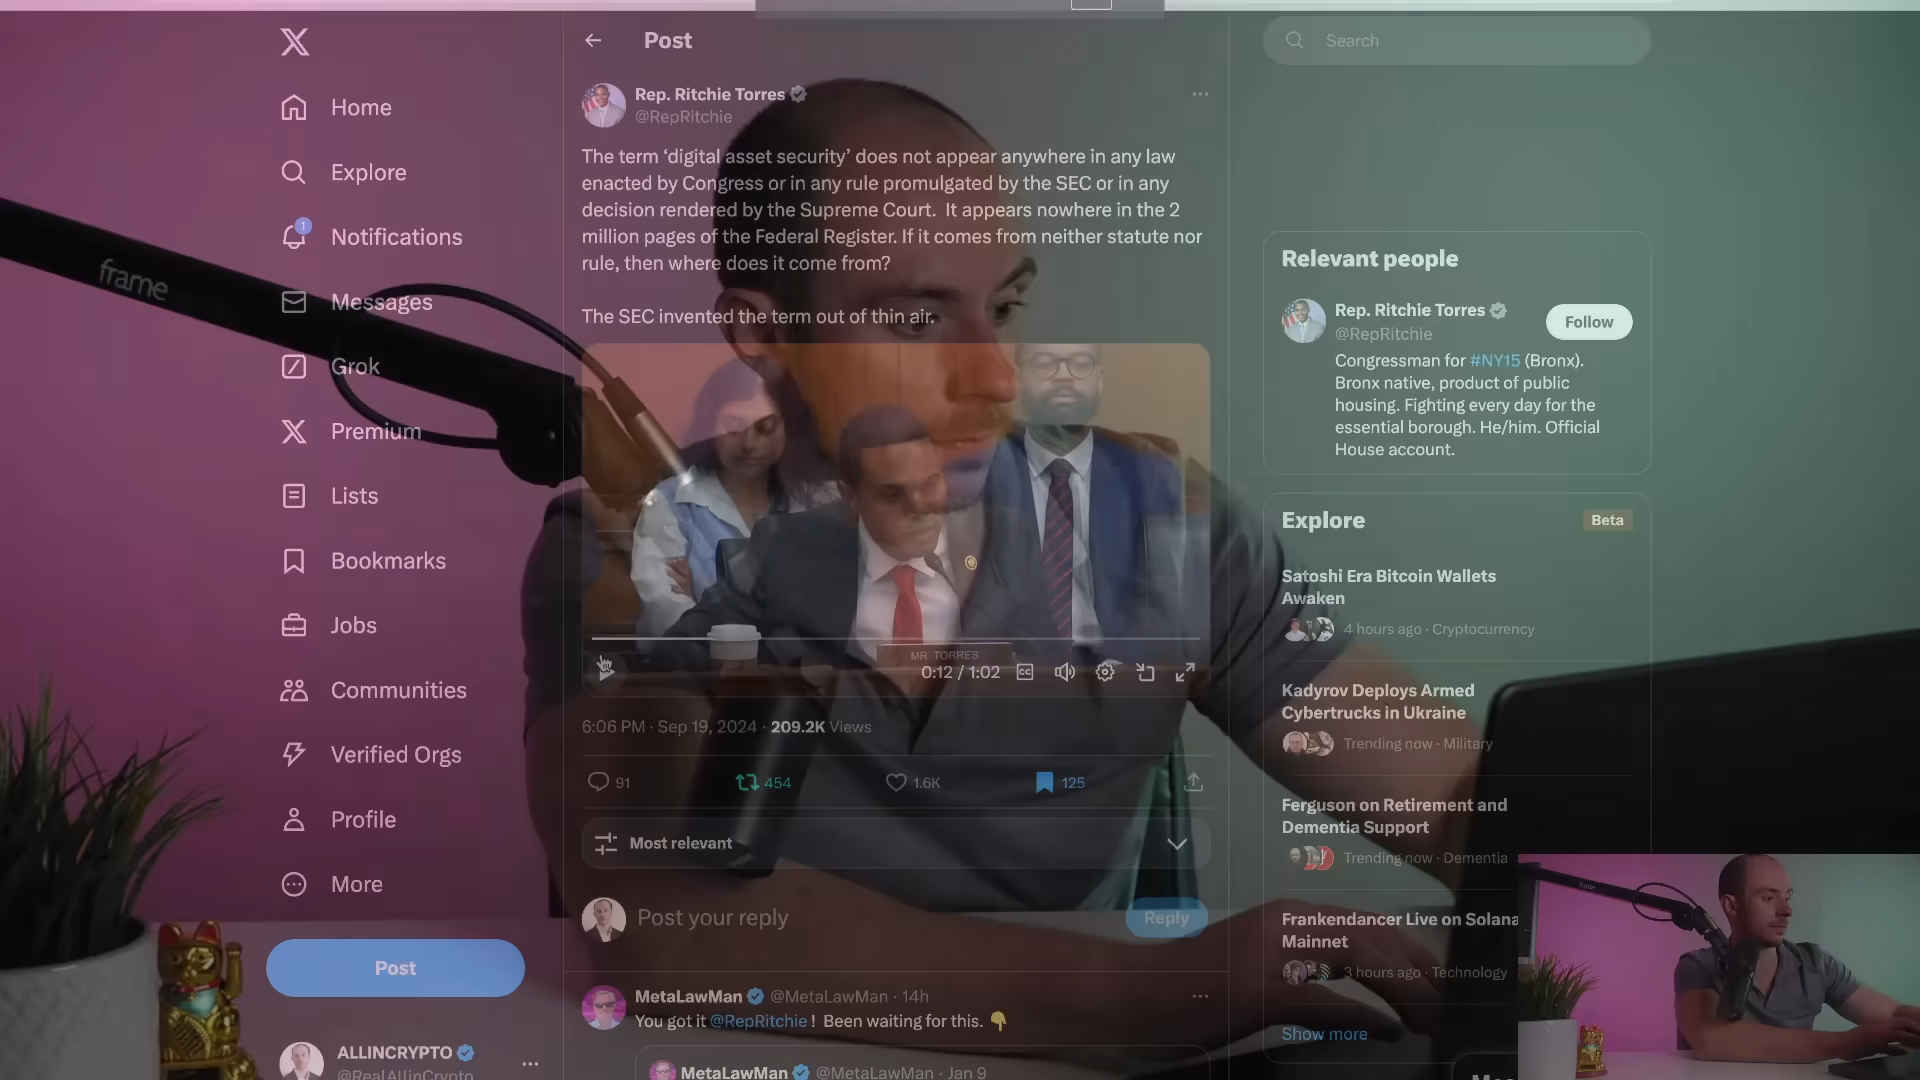 Post
Search
Home
Explore
Notifications
1
Messages
Grok
Premium
Lists
Bookmarks
Jobs
Communities
Verified Orgs
Profile
More
Post
ALLINCRYPTO
@RealAllinCrypto
frame
Rep. Ritchie Torres
@RepRitchie
The term ‘digital asset security’ does not appear anywhere in any law
enacted by Congress or in any rule promulgated by the SEC or in any
decision rendered by the Supreme Court.  It appears nowhere in the 2
million pages of the Federal Register. If it comes from neither statute nor
rule, then where does it come from?
The SEC invented the term out of thin air.
MR TORRES
0:12 / 1:02
CC
6:06 PM · Sep 19, 2024 · 209.2K Views
91
454
1.6K
125
Most relevant
Post your reply
Reply
MetaLawMan @MetaLawMan · 14h
You got it @RepRitchie !  Been waiting for this. 👇
MetaLawMan @MetaLawMan · Jan 9
Relevant people
Rep. Ritchie Torres
@RepRitchie
Follow
Congressman for #NY15 (Bronx).
Bronx native, product of public
housing. Fighting every day for the
essential borough. He/him. Official
House account.
Explore
Beta
Satoshi Era Bitcoin Wallets
Awaken
4 hours ago · Cryptocurrency
Kadyrov Deploys Armed
Cybertrucks in Ukraine
Trending now · Military
Ferguson on Retirement and
Dementia Support
Trending now · Dementia
Frankendancer Live on Solana
Mainnet
3 hours ago · Technology
Show more